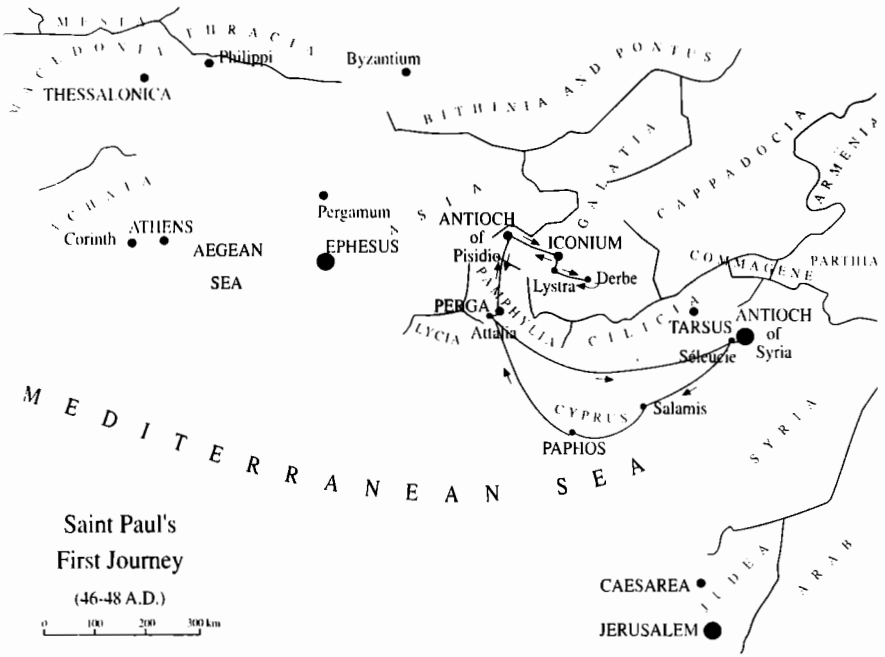 MESIA
THRACIA
MACEDONIA
Philippi
Byzantium
THESSALONICA
BITHINIA AND PONTUS
GALATIA
CAPPADOCIA
ARMENIA
ACHAIA
ASIA
Pergamum
Corinth
ATHENS
AEGEAN
SEA
EPHESUS
ANTIOCH
of
Pisidio
ICONIUM
Lystra
Derbe
COMMAGENE
PARTHIA
PAMPHYLIA
PERGA
Attalia
LYCIA
CILICIA
TARSUS
ANTIOCH
of
Syria
Séleucie
CYPRUS
Salamis
PAPHOS
SYRIA
MEDITERRANEAN SEA
Saint Paul's
First Journey
(46-48 A.D.)
0 100 200 300 km
CAESAREA
JUDEA
ARAB
JERUSALEM